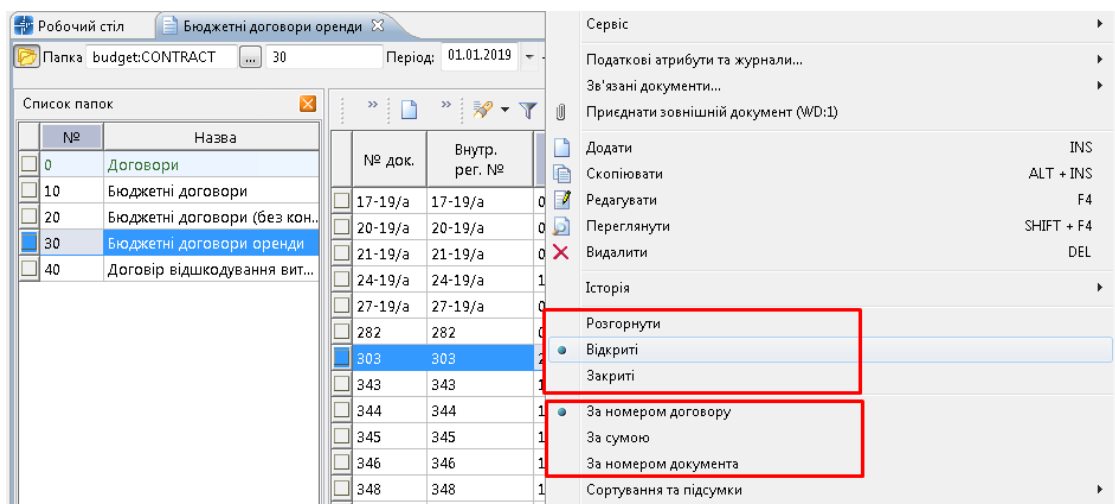 Робочий стіл
Бюджетні договори оренди
Папка budget:CONTRACT ... 30 Період: 01.01.2019
Список папок
№ Назва
0 Договори
10 Бюджетні договори
20 Бюджетні договори (без кон..
30 Бюджетні договори оренди
40 Договір відшкодування вит...
№ док. Внутр. рег. №
17-19/а 17-19/а
20-19/а 20-19/а
21-19/а 21-19/а
24-19/а 24-19/а
27-19/а 27-19/а
282 282
303 303
343 343
344 344
345 345
346 346
348 348
Сервіс
Податкові атрибути та журнали...
Зв'язані документи...
Приєднати зовнішній документ (WD:1)
Додати INS
Скопіювати ALT + INS
Редагувати F4
Переглянути SHIFT + F4
Видалити DEL
Історія
Розгорнути
Відкриті
Закриті
За номером договору
За сумою
За номером документа
Сортування та підсумки